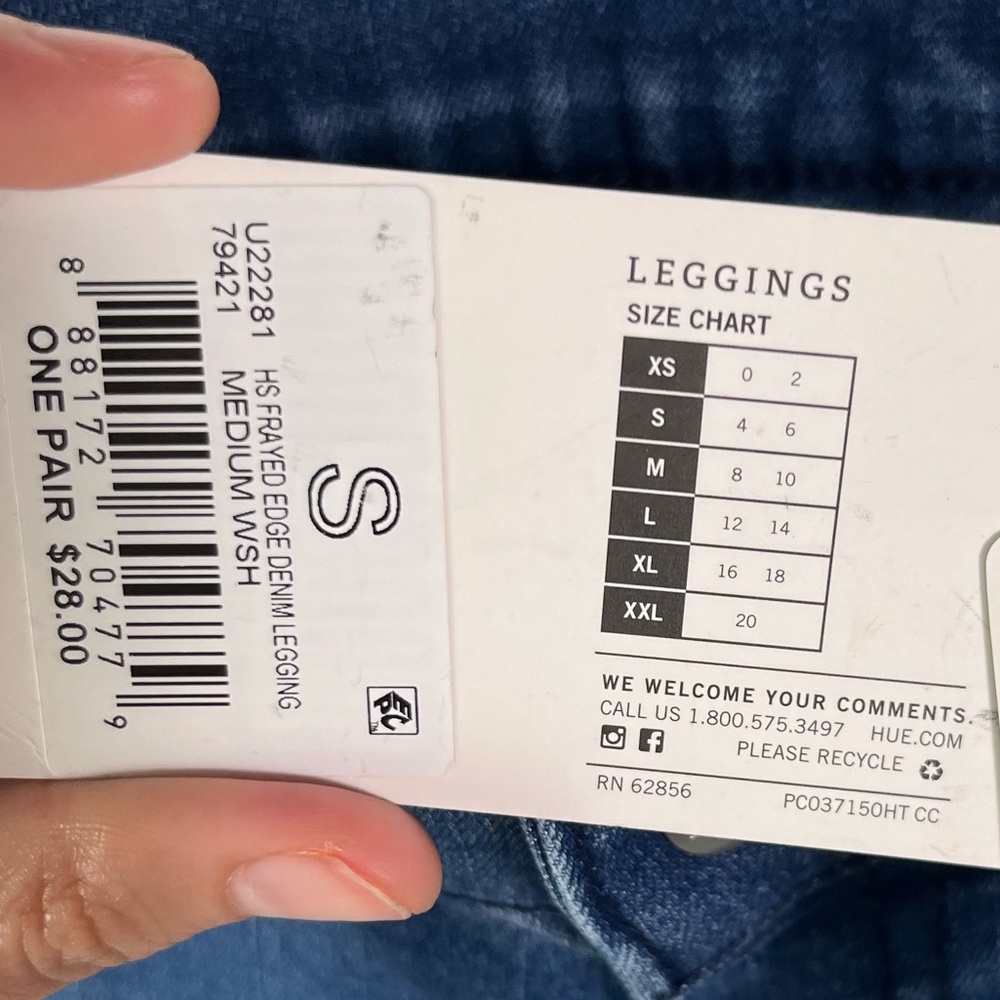 U22281 HS FRAYED EDGE DENIM LEGGING
79421 MEDIUM WSH
S
8 88172 70477 9
ONE PAIR $28.00
ECP™
LEGGINGS
SIZE CHART
XS 0 2
S 4 6
M 8 10
L 12 14
XL 16 18
XXL 20
WE WELCOME YOUR COMMENTS.
CALL US 1.800.575.3497 HUE.COM
PLEASE RECYCLE
RN 62856 PC037150HT CC